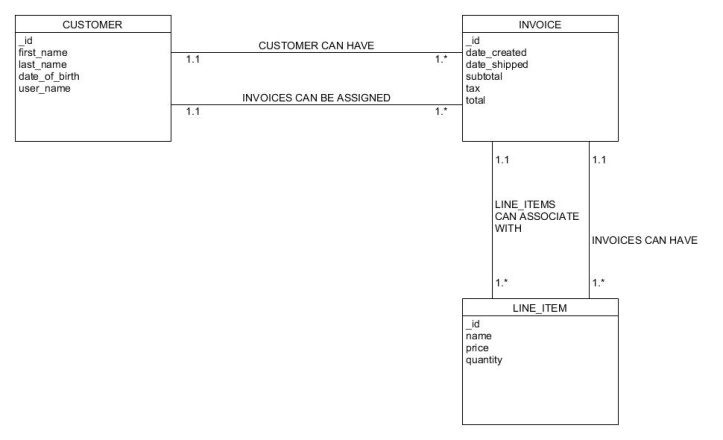 CUSTOMER
_id
first_name
last_name
date_of_birth
user_name
CUSTOMER CAN HAVE
1.1
1.*
INVOICES CAN BE ASSIGNED
1.1
1.*
INVOICE
_id
date_created
date_shipped
subtotal
tax
total
1.1
1.1
LINE_ITEMS
CAN ASSOCIATE
WITH
INVOICES CAN HAVE
1.*
1.*
LINE_ITEM
_id
name
price
quantity